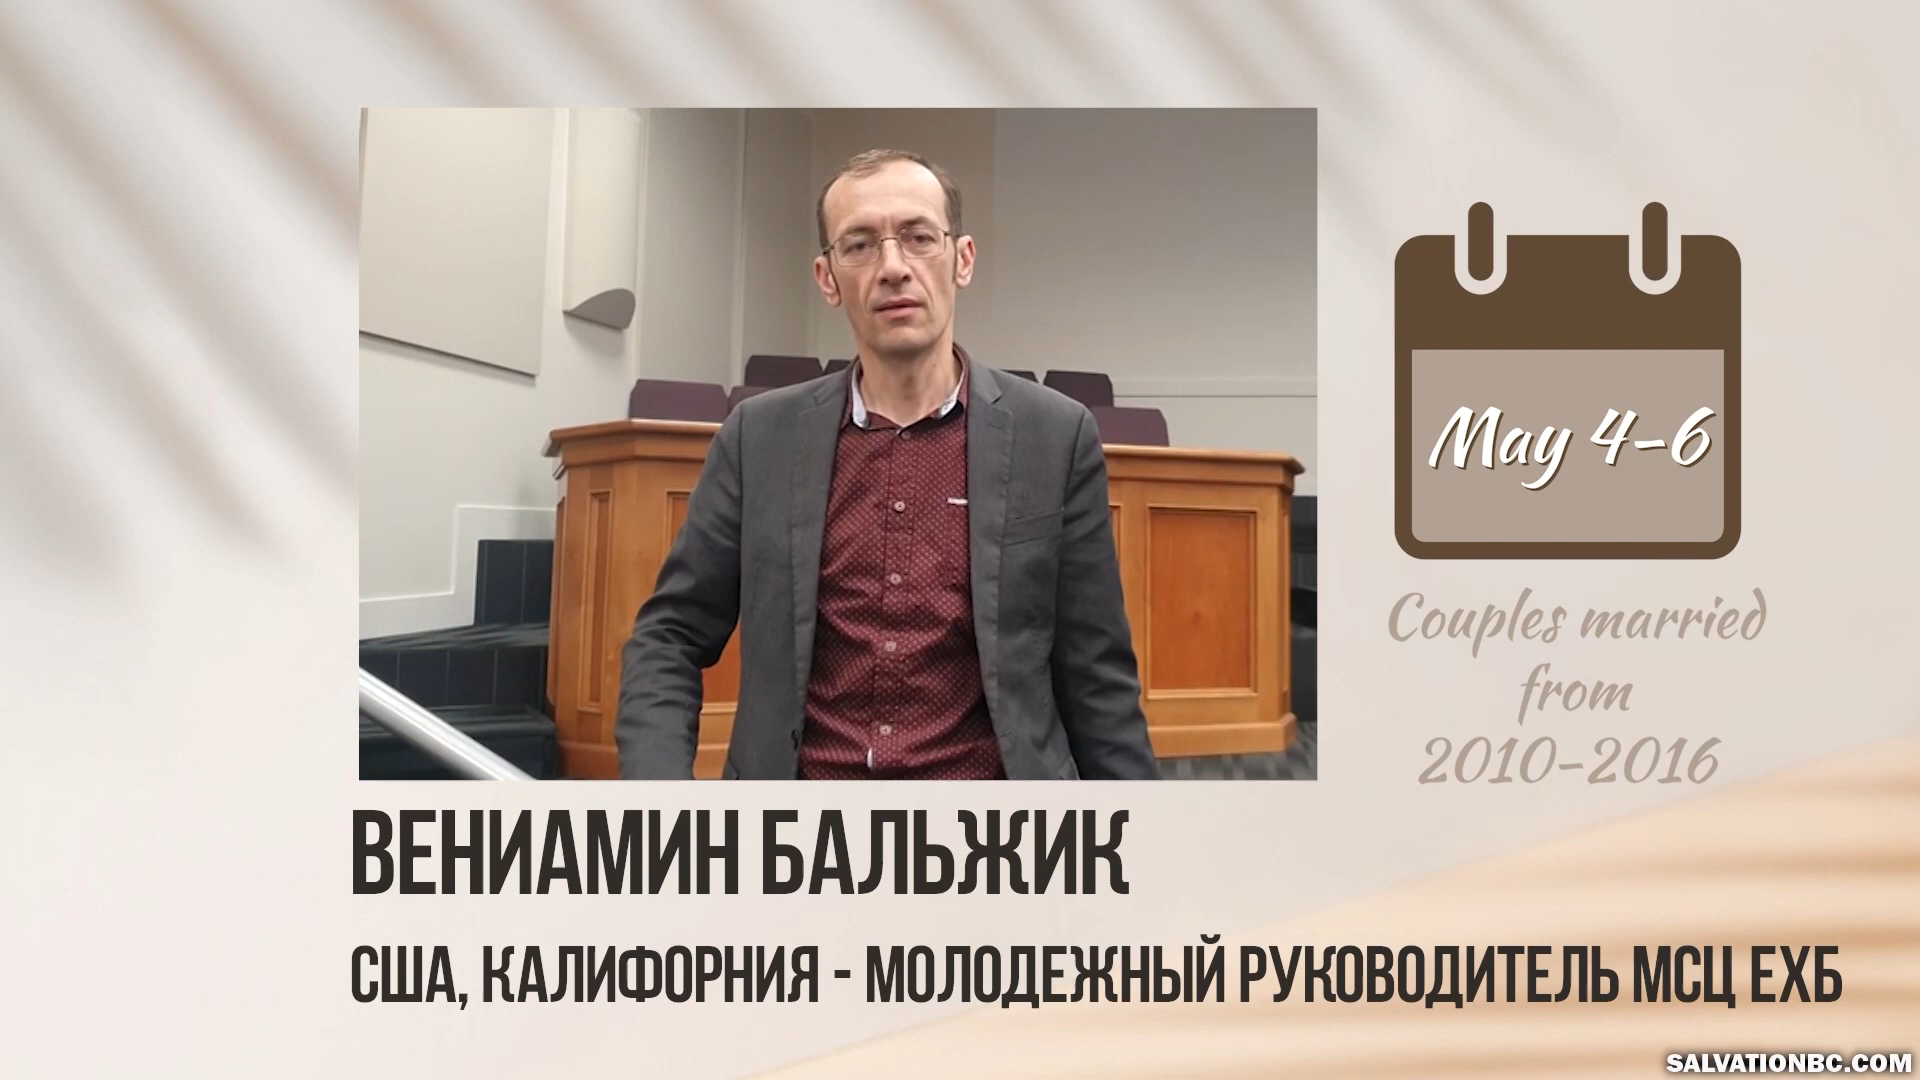 May 4-6
Couples married
from
2010-2016
ВЕНИАМИН БАЛЬЖИК
США, КАЛИФОРНИЯ - МОЛОДЕЖНЫЙ РУКОВОДИТЕЛЬ МСЦ ЕХБ
SALVATIONBC.COM